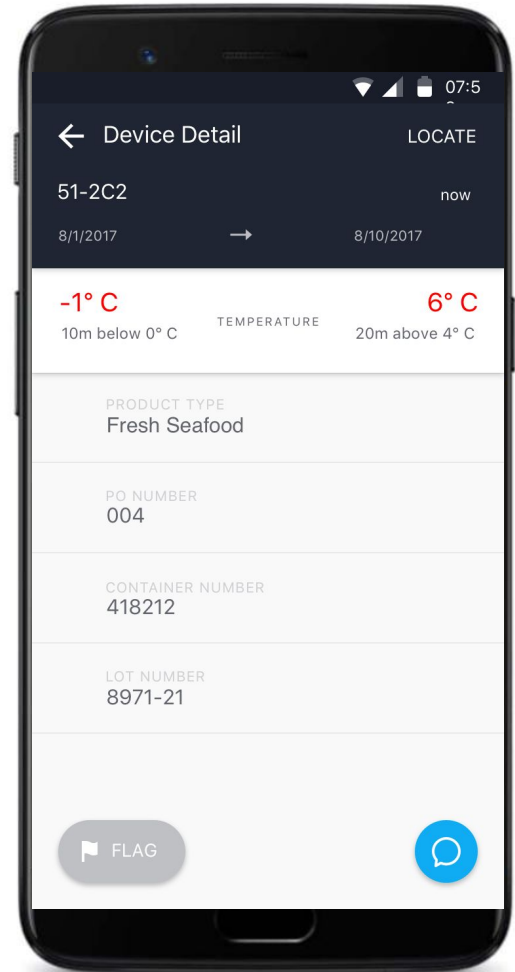 07:5
Device Detail LOCATE
51-2C2 now
8/1/2017 → 8/10/2017
-1° C TEMPERATURE 6° C
10m below 0° C 20m above 4° C
PRODUCT TYPE
Fresh Seafood
PO NUMBER
004
CONTAINER NUMBER
418212
LOT NUMBER
8971-21
FLAG